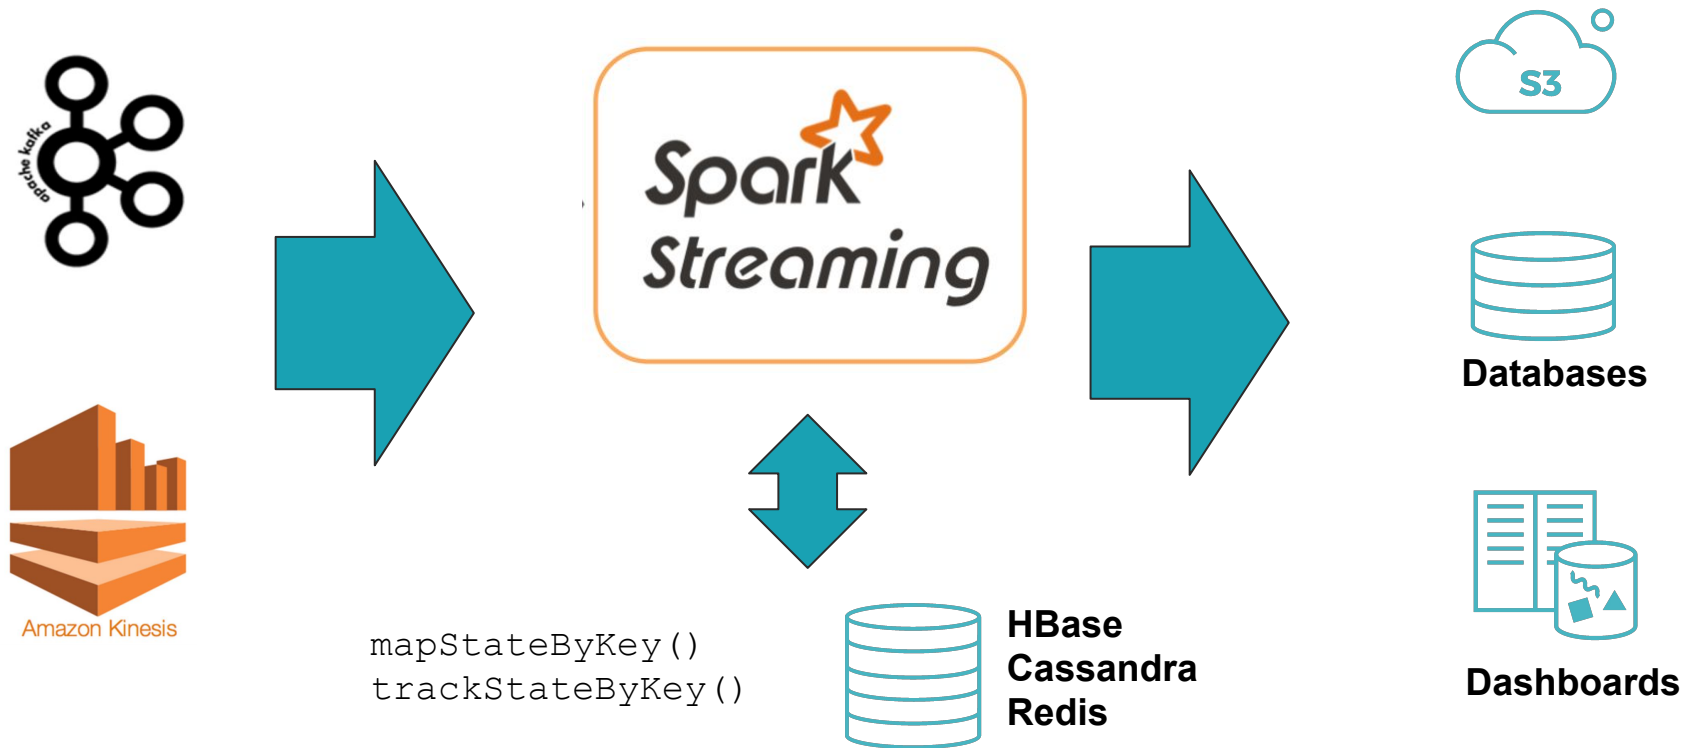 apache kafka
Amazon Kinesis
Spark
Streaming
mapStateByKey()
trackStateByKey()
HBase
Cassandra
Redis
S3
Databases
Dashboards